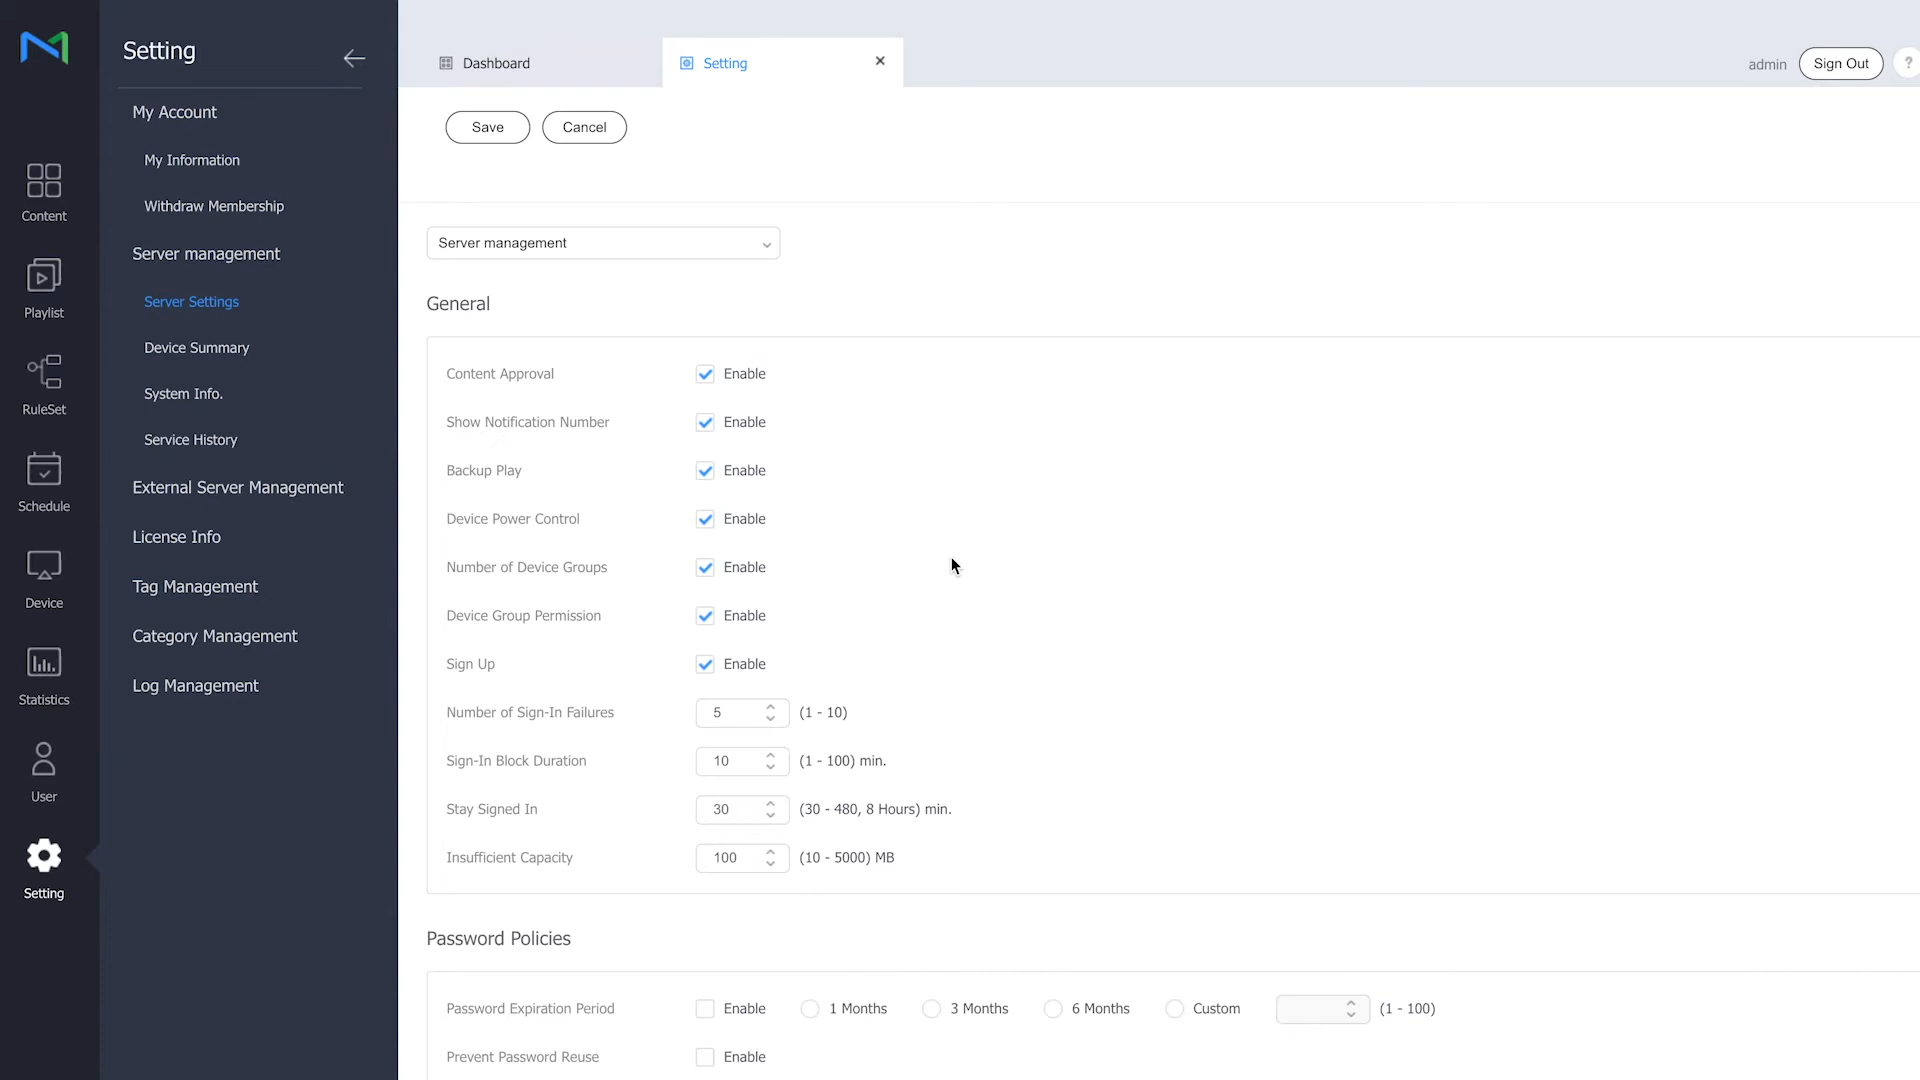 Content
Playlist
RuleSet
Schedule
Device
Statistics
User
Setting
Setting
My Account
My Information
Withdraw Membership
Server management
Server Settings
Device Summary
System Info.
Service History
External Server Management
License Info
Tag Management
Category Management
Log Management
Dashboard
Setting
admin
Sign Out
?
Save
Cancel
Server management
General
Content Approval Enable
Show Notification Number Enable
Backup Play Enable
Device Power Control Enable
Number of Device Groups Enable
Device Group Permission Enable
Sign Up Enable
Number of Sign-In Failures 5 (1 - 10)
Sign-In Block Duration 10 (1 - 100) min.
Stay Signed In 30 (30 - 480, 8 Hours) min.
Insufficient Capacity 100 (10 - 5000) MB
Password Policies
Password Expiration Period Enable 1 Months 3 Months 6 Months Custom (1 - 100)
Prevent Password Reuse Enable